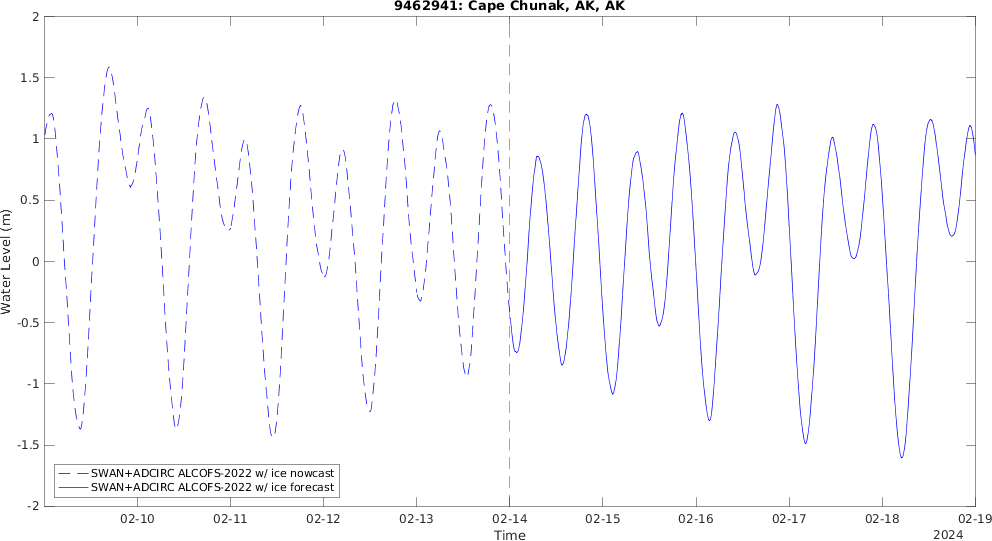 9462941: Cape Chunak, AK, AK
2
1.5
1
0.5
0
-0.5
-1
-1.5
-2
Water Level (m)
SWAN+ADCIRC ALCOFS-2022 w/ ice nowcast
SWAN+ADCIRC ALCOFS-2022 w/ ice forecast
02-10 02-11 02-12 02-13 02-14 02-15 02-16 02-17 02-18 02-19
Time
2024